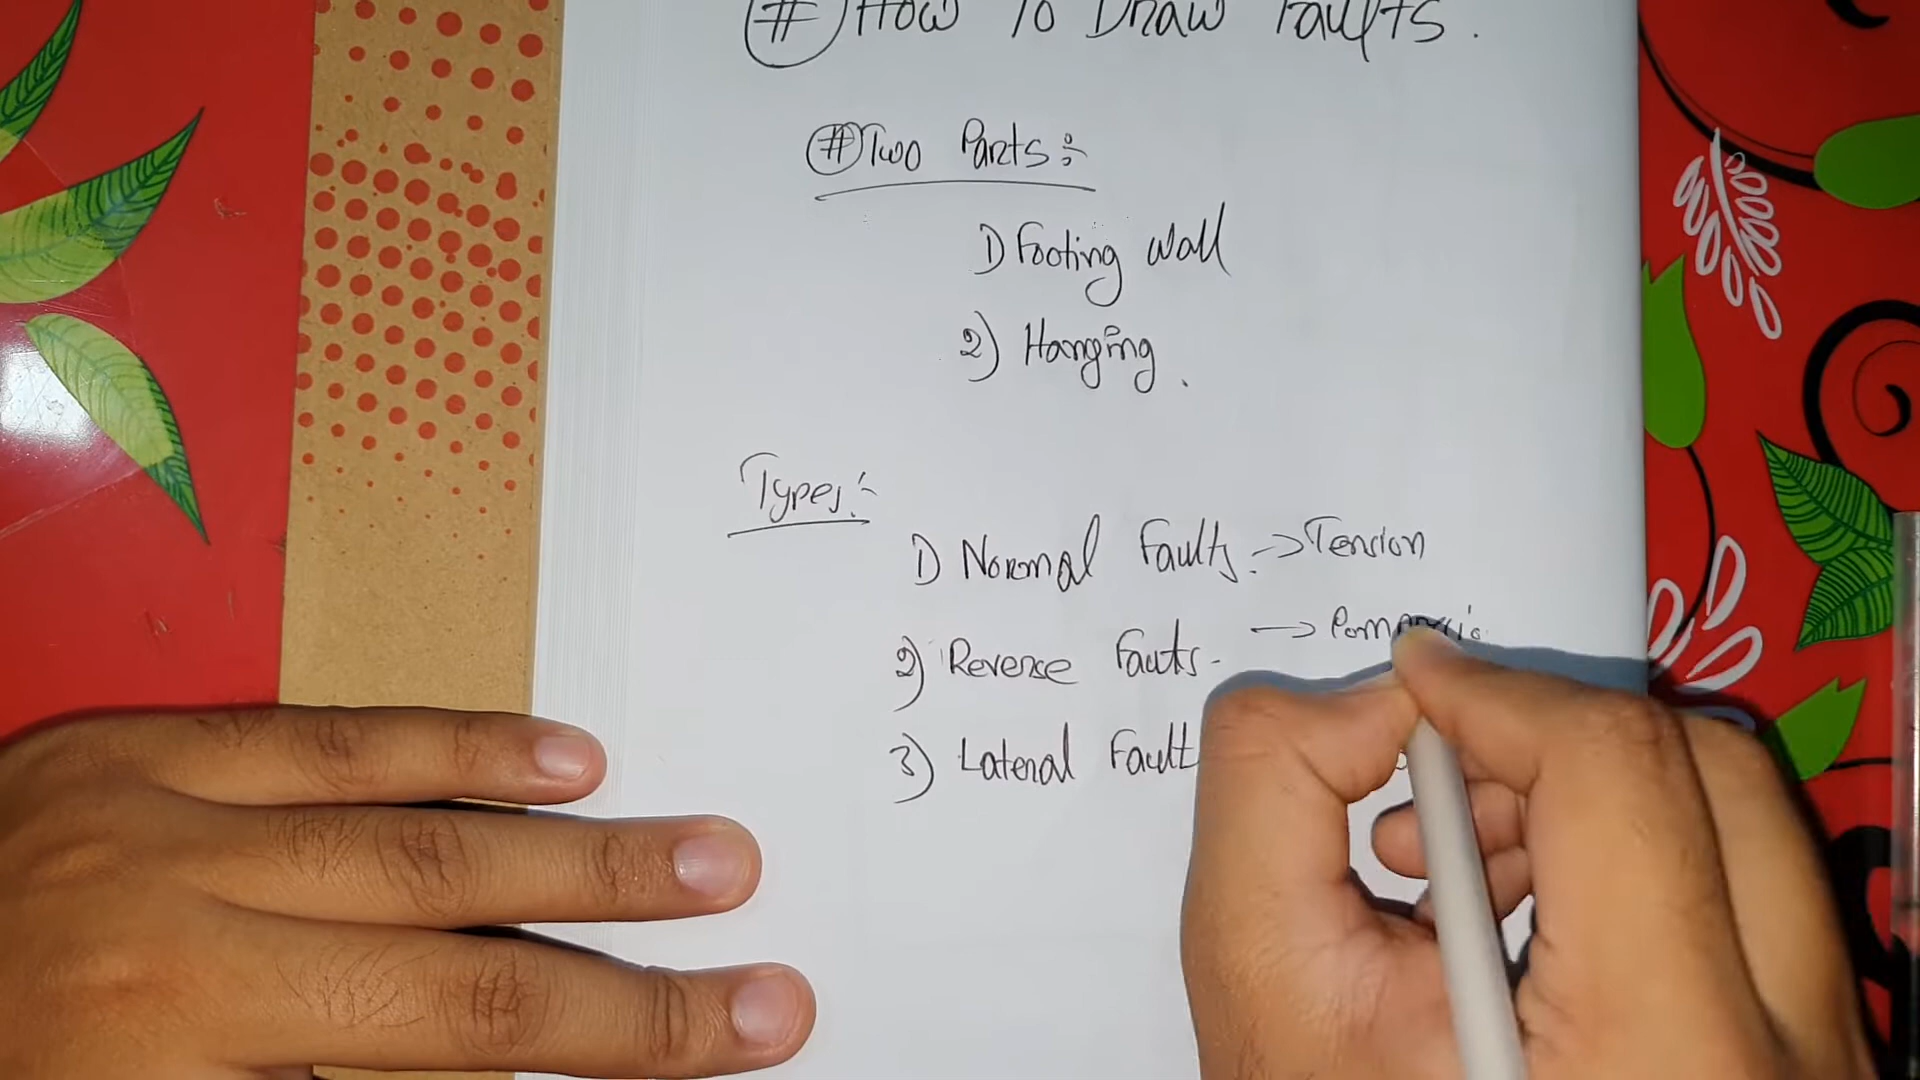 # How To Draw Faults.
# Two Parts:
1) Footing wall
2) Hanging.
Types:-
1) Normal Faults. -> Tension
2) Reverse Fauts. ->
3) Lateral Fault